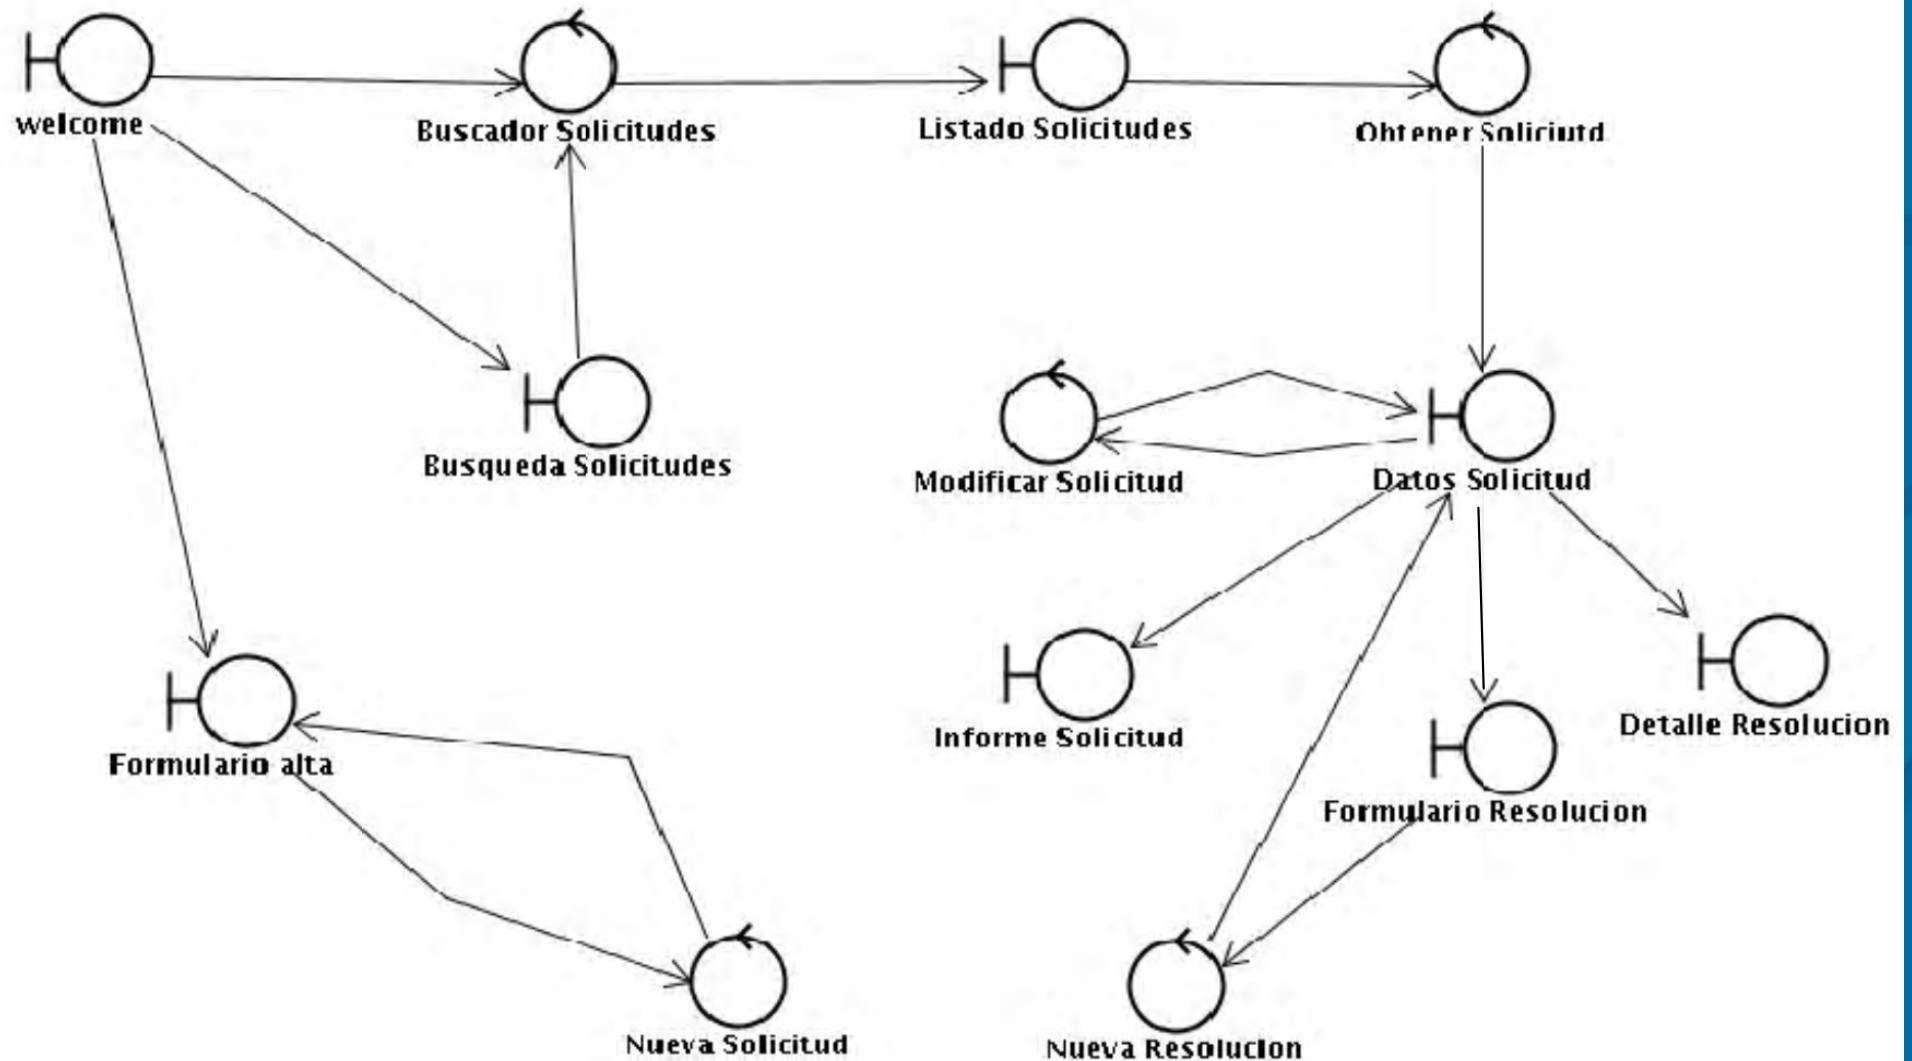 welcome
Buscador Solicitudes
Listado Solicitudes
Obtener Soliciutd
Busqueda Solicitudes
Modificar Solicitud
Datos Solicitud
Informe Solicitud
Detalle Resolucion
Formulario alta
Formulario Resolucion
Nueva Solicitud
Nueva Resolucion